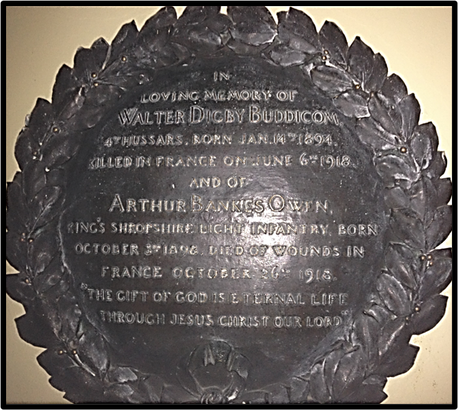 IN
LOVING MEMORY OF
WALTER DIGBY BUDDICOM,
4TH HUSSARS, BORN JAN. 14TH 1894,
KILLED IN FRANCE ON JUNE 6TH 1918.
AND OF
ARTHUR BANKES OWEN,
KING'S SHROPSHIRE LIGHT INFANTRY, BORN
OCTOBER 3RD 1898, DIED OF WOUNDS IN
FRANCE OCTOBER 1918.
"THE GIFT OF GOD IS ETERNAL LIFE
THROUGH JESUS CHRIST OUR LORD"